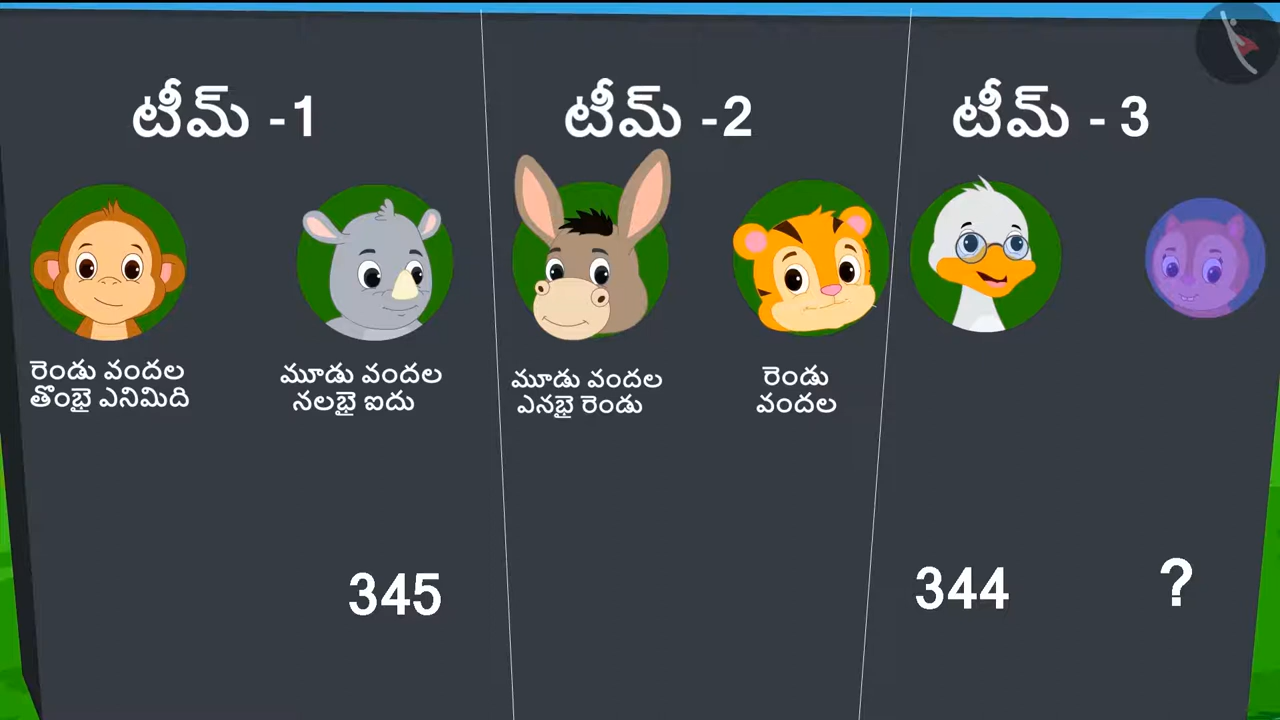 టీమ్ -1
టీమ్ -2
టీమ్ - 3
రెండు వందల
తొంభై ఎనిమిది
మూడు వందల
నలభై ఐదు
మూడు వందల
ఎనభై రెండు
రెండు
వందల
345
344
?